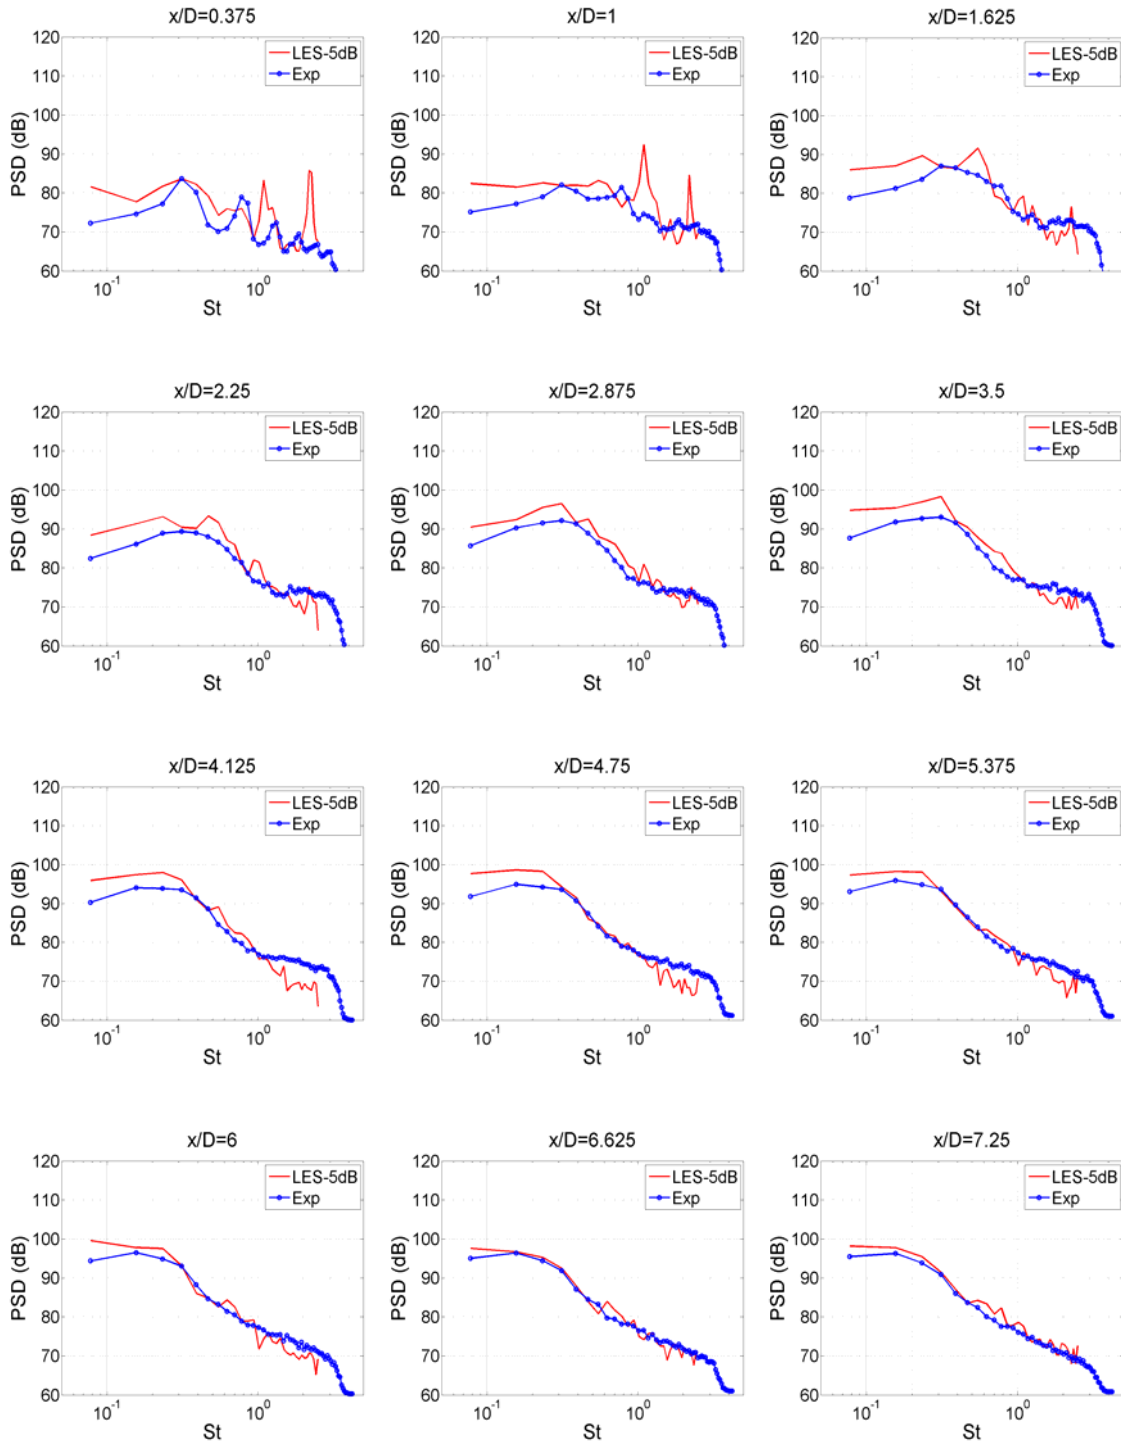 x/D=0.375
120
110
100
90
80
70
60
PSD (dB)
LES-5dB
Exp
10⁻¹
10⁰
St
x/D=1
120
110
100
90
80
70
60
PSD (dB)
LES-5dB
Exp
10⁻¹
10⁰
St
x/D=1.625
120
110
100
90
80
70
60
PSD (dB)
LES-5dB
Exp
10⁻¹
10⁰
St
x/D=2.25
120
110
100
90
80
70
60
PSD (dB)
LES-5dB
Exp
10⁻¹
10⁰
St
x/D=2.875
120
110
100
90
80
70
60
PSD (dB)
LES-5dB
Exp
10⁻¹
10⁰
St
x/D=3.5
120
110
100
90
80
70
60
PSD (dB)
LES-5dB
Exp
10⁻¹
10⁰
St
x/D=4.125
120
110
100
90
80
70
60
PSD (dB)
LES-5dB
Exp
10⁻¹
10⁰
St
x/D=4.75
120
110
100
90
80
70
60
PSD (dB)
LES-5dB
Exp
10⁻¹
10⁰
St
x/D=5.375
120
110
100
90
80
70
60
PSD (dB)
LES-5dB
Exp
10⁻¹
10⁰
St
x/D=6
120
110
100
90
80
70
60
PSD (dB)
LES-5dB
Exp
10⁻¹
10⁰
St
x/D=6.625
120
110
100
90
80
70
60
PSD (dB)
LES-5dB
Exp
10⁻¹
10⁰
St
x/D=7.25
120
110
100
90
80
70
60
PSD (dB)
LES-5dB
Exp
10⁻¹
10⁰
St